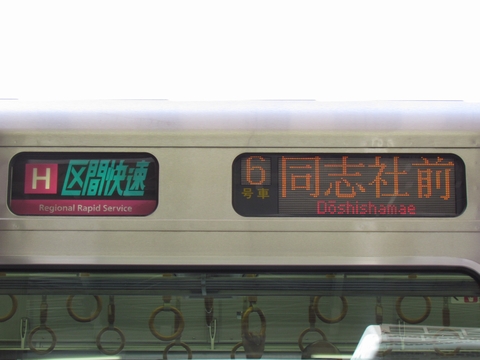 H 区間快速
Regional Rapid Service
6 号車
同志社前
Doshishamae